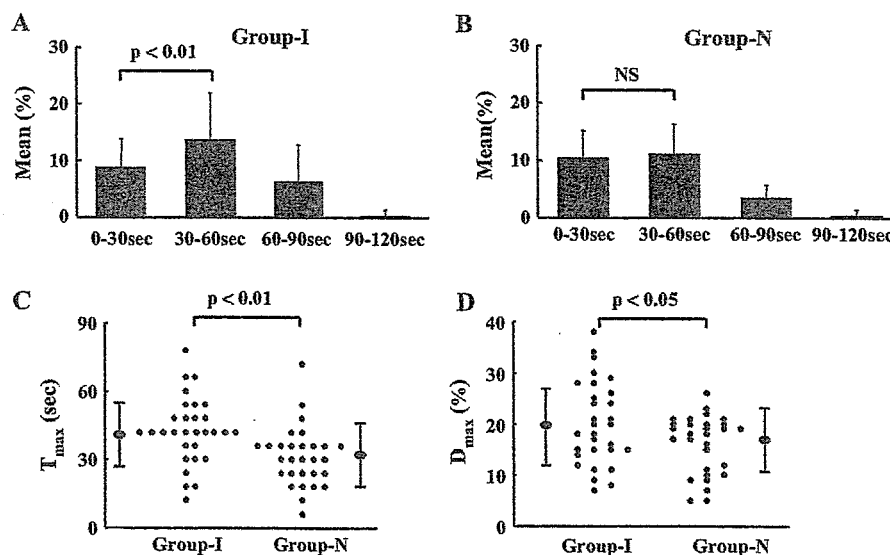 A
Group-I
30
p < 0.01
20
10
0
Mean (%)
0-30sec 30-60sec 60-90sec 90-120sec
B
Group-N
30
NS
20
10
0
Mean(%)
0-30sec 30-60sec 60-90sec 90-120sec
C
p < 0.01
90
60
30
0
Tmax (sec)
Group-I Group-N
D
p < 0.05
40
30
20
10
0
Dmax (%)
Group-I Group-N